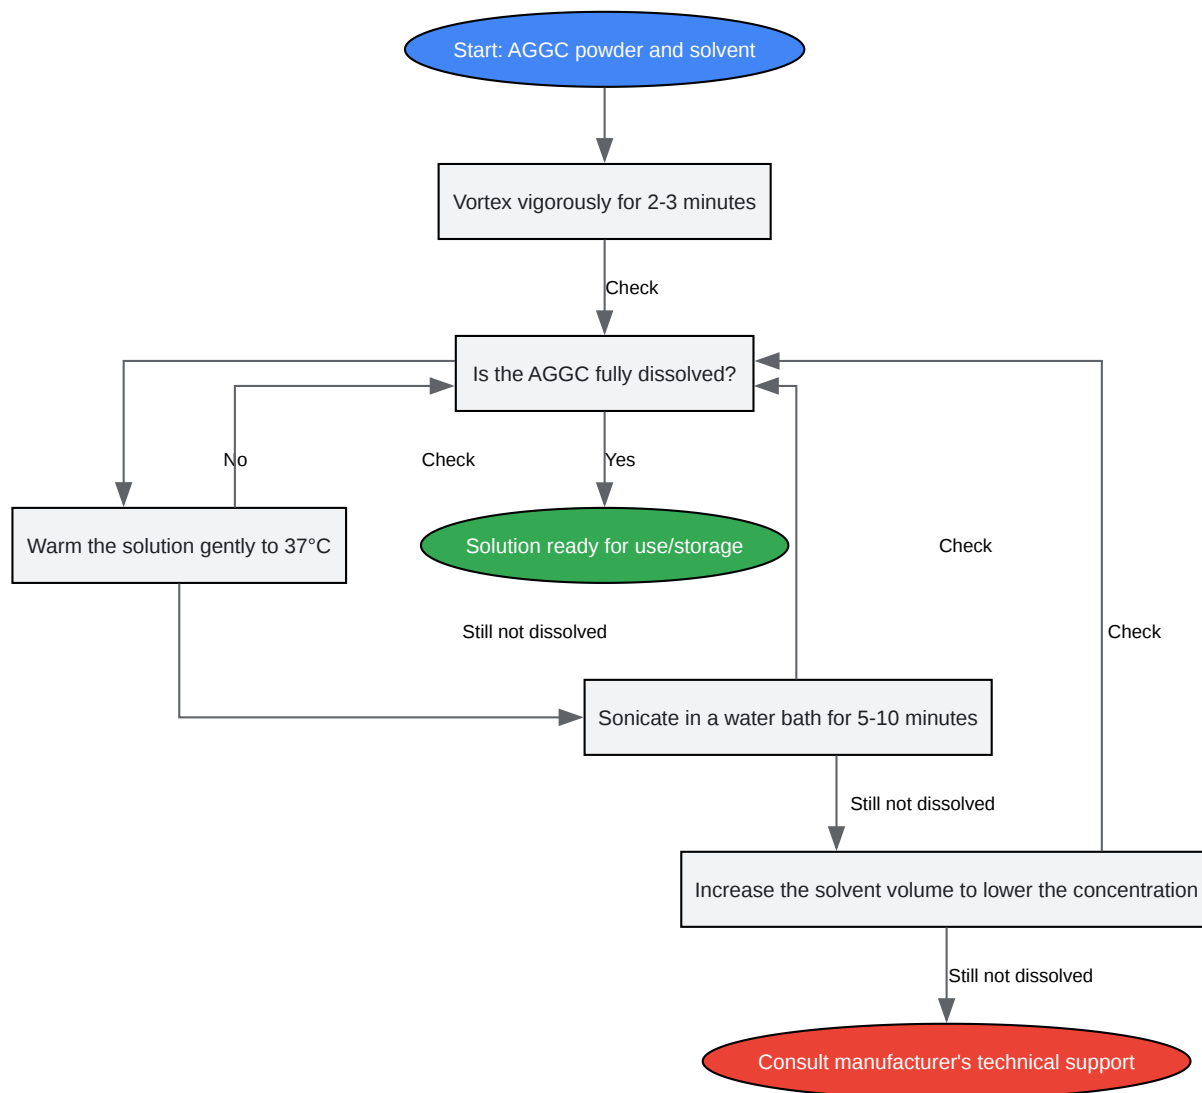 Start: AGGC powder and solvent
Vortex vigorously for 2-3 minutes
Check
Is the AGGC fully dissolved?
No
Check
Yes
Warm the solution gently to 37°C
Solution ready for use/storage
Check
Still not dissolved
Check
Sonicate in a water bath for 5-10 minutes
Still not dissolved
Increase the solvent volume to lower the concentration
Still not dissolved
Consult manufacturer's technical support